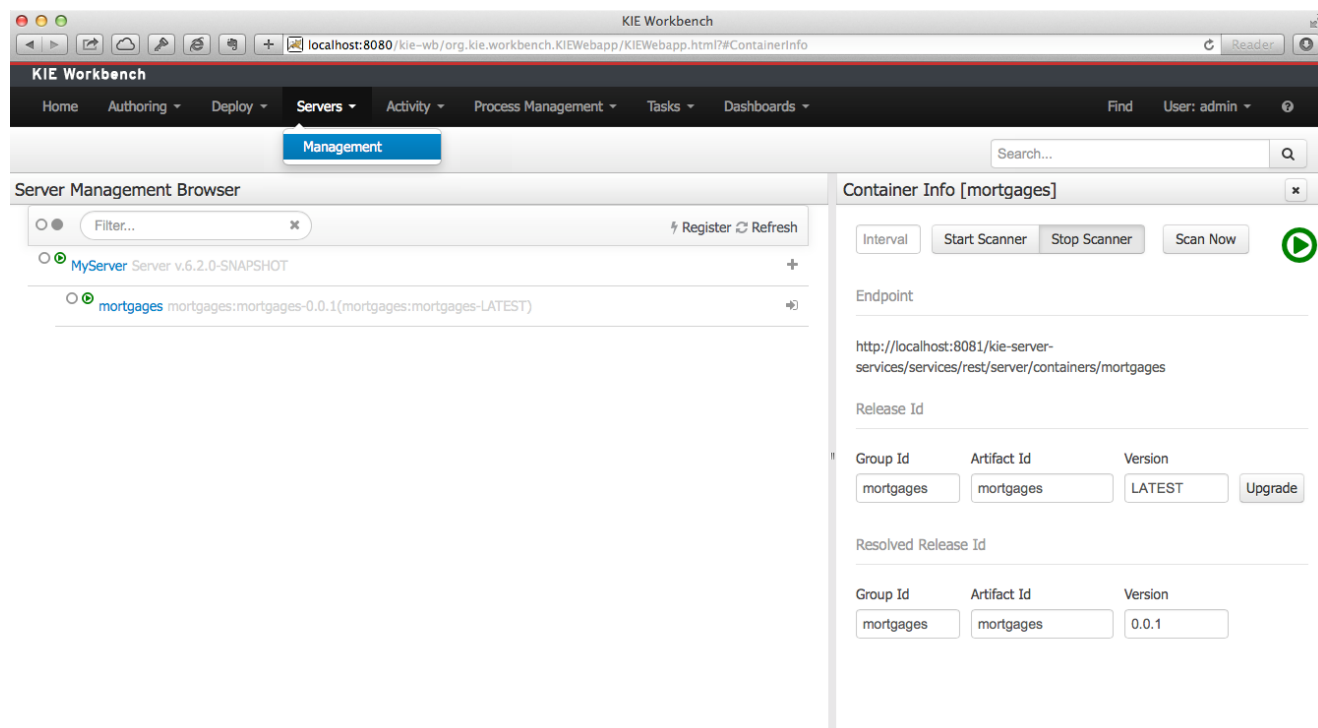 KIE Workbench
localhost:8080/kie-wb/org.kie.workbench.KIEWebapp/KIEWebapp.html?#ContainerInfo
Reader
KIE Workbench
Home Authoring Deploy Servers Activity Process Management Tasks Dashboards Find User: admin
Management
Search...
Server Management Browser
Filter...
Register Refresh
MyServer Server v.6.2.0-SNAPSHOT
mortgages mortgages:mortgages-0.0.1(mortgages:mortgages-LATEST)
Container Info [mortgages]
Interval Start Scanner Stop Scanner Scan Now
Endpoint
http://localhost:8081/kie-server-
services/services/rest/server/containers/mortgages
Release Id
Group Id Artifact Id Version
mortgages mortgages LATEST Upgrade
Resolved Release Id
Group Id Artifact Id Version
mortgages mortgages 0.0.1